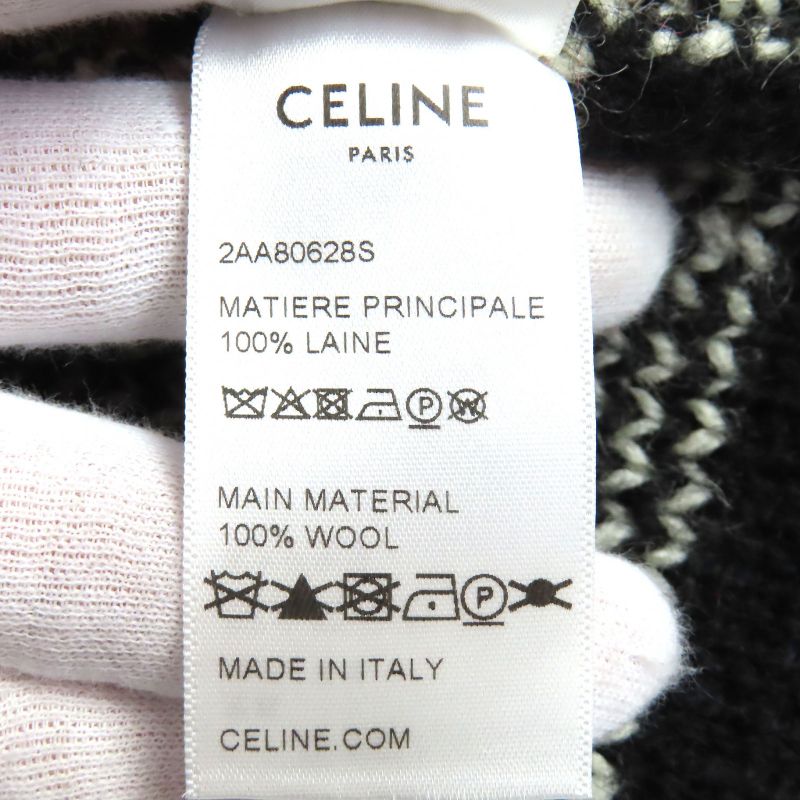 CELINE
PARIS
2AA80628S
MATIERE PRINCIPALE
100% LAINE
P W
MAIN MATERIAL
100% WOOL
P
MADE IN ITALY
CELINE.COM